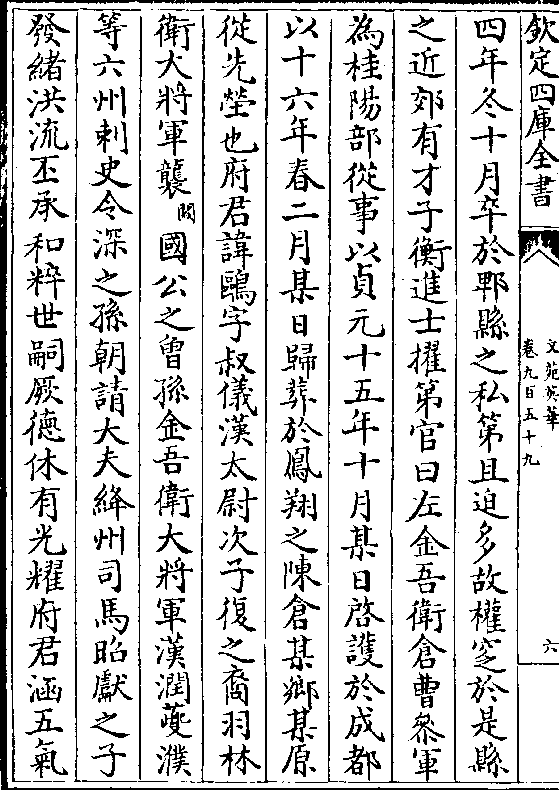 欽定四庫全書
文苑英華
卷九百五十九
六
四年冬十月卒於郫縣之私第且迫多故權窆於是縣
之近郊有才子衡進士擢第官曰左金吾衛倉曹叅軍
為桂陽部從事以貞元十五年十月某日啓護於成都
以十六年春二月某日歸葬於鳳翔之陳倉某鄉某原
從先塋也府君諱鷗字叔儀漢太尉次子復之裔羽林
衛大將軍襲闕國公之曾孫金吾衛大將軍漢潤䕫濮
等六州刺史令深之孫朝請大夫絳州司馬昭獻之子
發緒洪流丕承和粹世嗣厥德休有光耀府君涵五氣